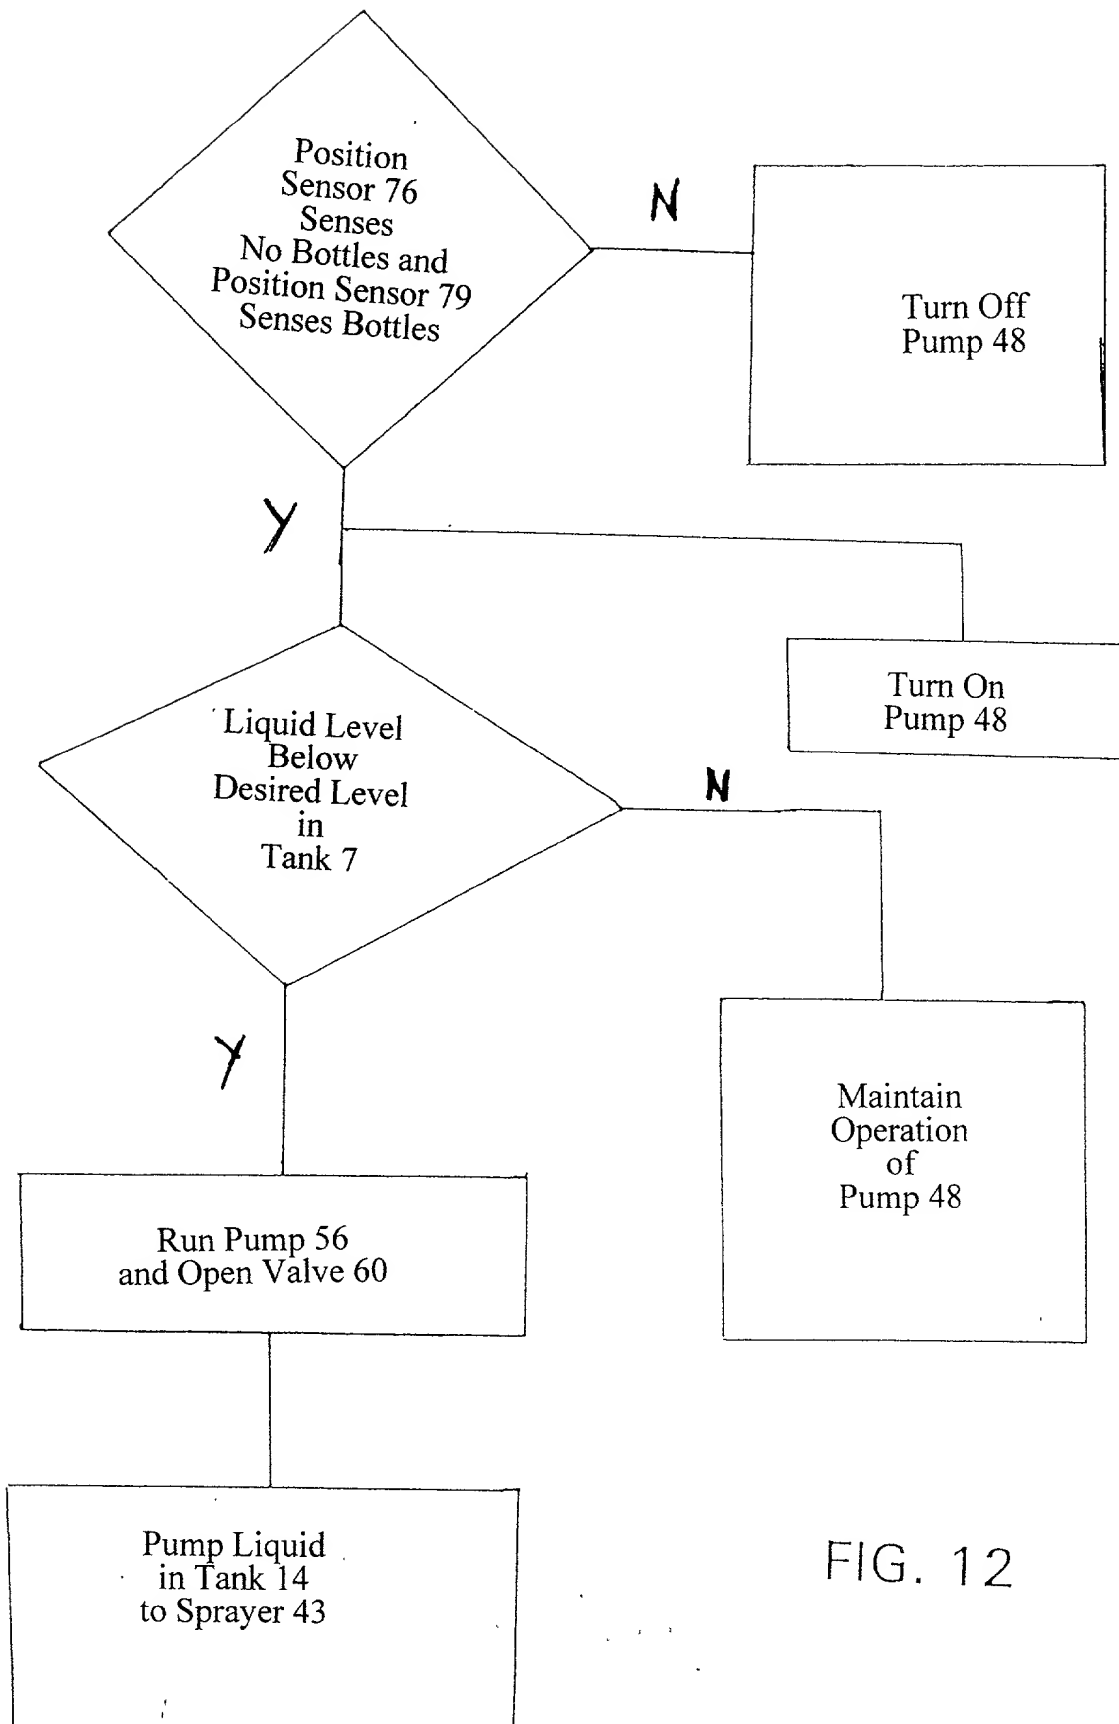 Position
Sensor 76
Senses
No Bottles and
Position Sensor 79
Senses Bottles
N
Turn Off
Pump 48
Y
Turn On
Pump 48
Liquid Level
Below
Desired Level
in
Tank 7
N
Y
Maintain
Operation
of
Pump 48
Run Pump 56
and Open Valve 60
Pump Liquid
in Tank 14
to Sprayer 43
FIG. 12